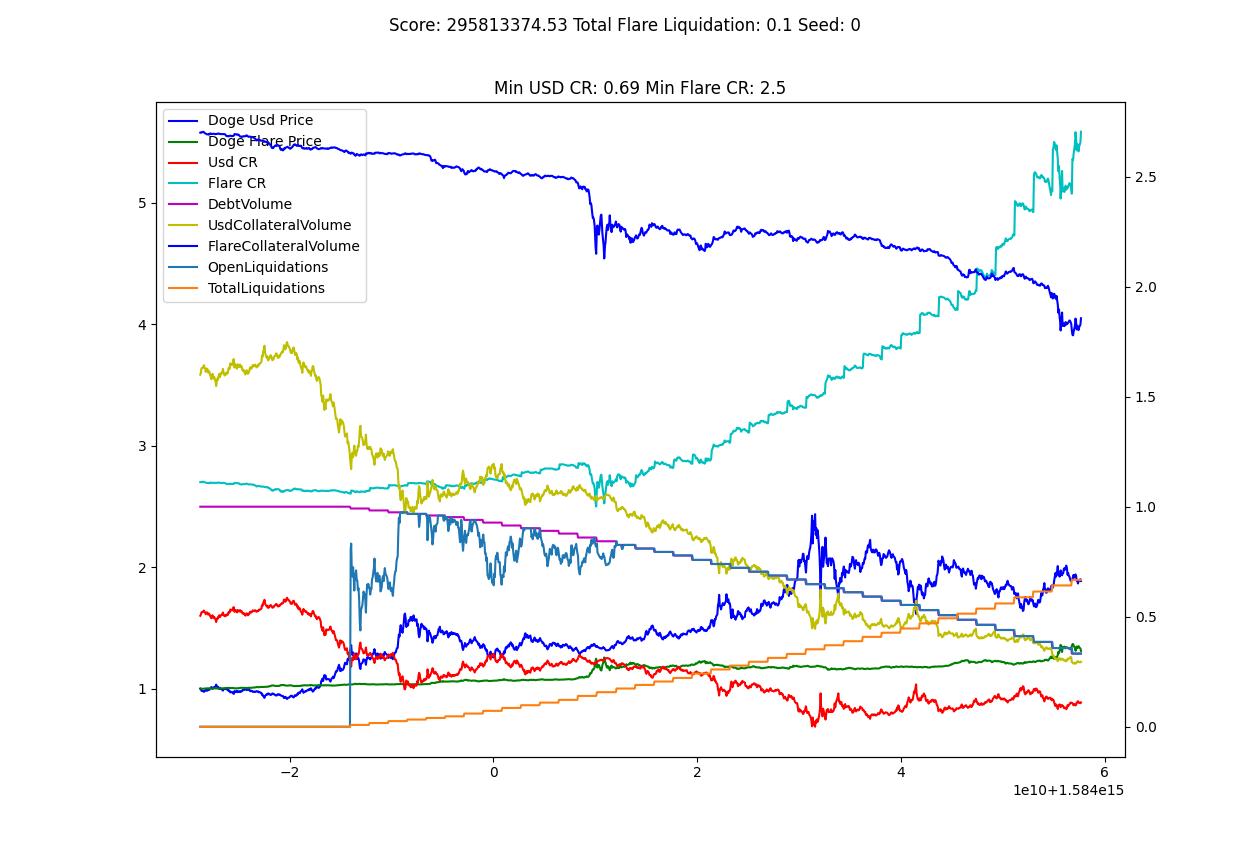 Score: 295813374.53 Total Flare Liquidation: 0.1 Seed: 0
Min USD CR: 0.69 Min Flare CR: 2.5
Doge Usd Price
Doge Flare Price
Usd CR
Flare CR
DebtVolume
UsdCollateralVolume
FlareCollateralVolume
OpenLiquidations
TotalLiquidations
5
4
3
2
1
2.5
2.0
1.5
1.0
0.5
0.0
−2
0
2
4
6
1e10+1.584e15